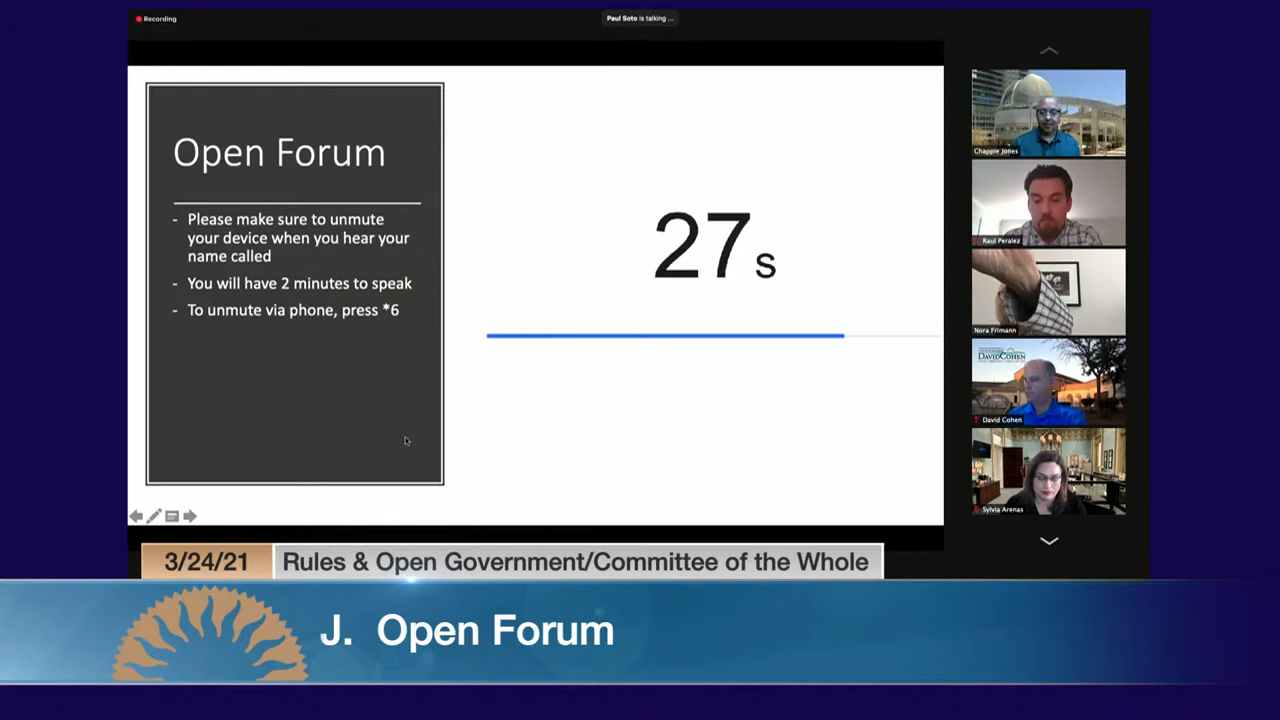 Recording
Paul Soto is talking ...
Open Forum
- Please make sure to unmute
your device when you hear your
name called
- You will have 2 minutes to speak
- To unmute via phone, press *6
27 s
Chappie Jones
Raul Peralez
Nora Frimann
DAVID COHEN
David Cohen
Sylvia Arenas
3/24/21
Rules & Open Government/Committee of the Whole
J. Open Forum